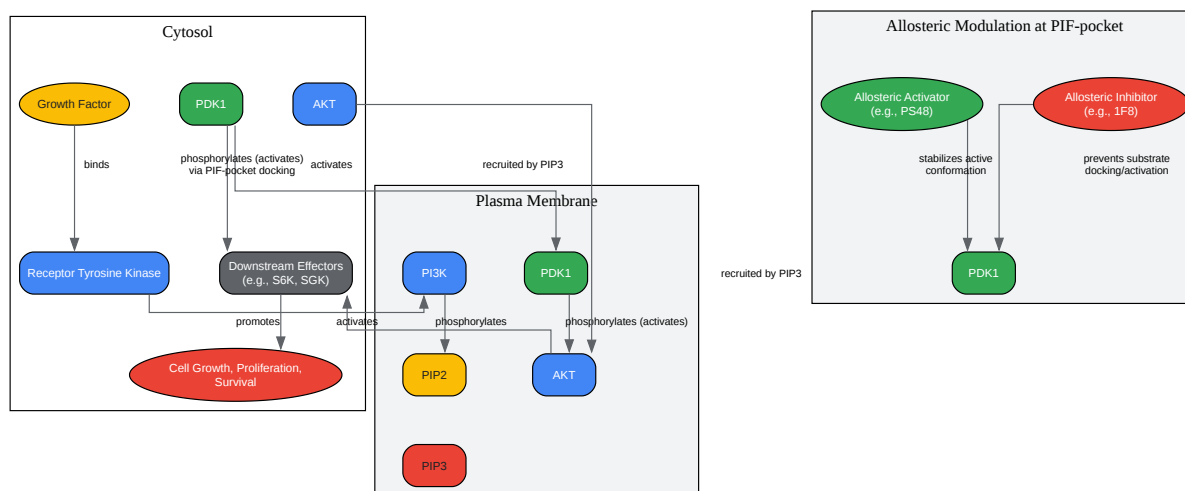 Cytosol
Allosteric Modulation at PIF-pocket
Growth Factor
PDK1
AKT
Allosteric Activator
(e.g., PS48)
Allosteric Inhibitor
(e.g., 1F8)
binds
phosphorylates (activates)
via PIF-pocket docking
activates
recruited by PIP3
stabilizes active
conformation
prevents substrate
docking/activation
Plasma Membrane
Receptor Tyrosine Kinase
Downstream Effectors
(e.g., S6K, SGK)
PI3K
PDK1
recruited by PIP3
PDK1
promotes
activates
phosphorylates
phosphorylates (activates)
Cell Growth, Proliferation,
Survival
PIP2
AKT
PIP3